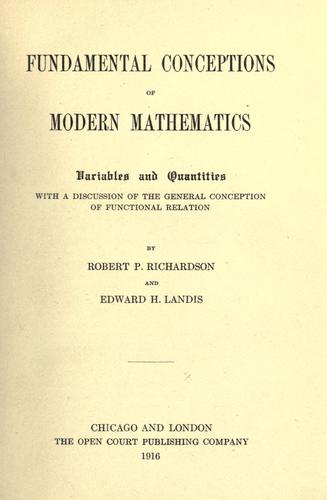 FUNDAMENTAL CONCEPTIONS
OF
MODERN MATHEMATICS
Variables and Quantities
WITH A DISCUSSION OF THE GENERAL CONCEPTION
OF FUNCTIONAL RELATION
BY
ROBERT P. RICHARDSON
AND
EDWARD H. LANDIS
CHICAGO AND LONDON
THE OPEN COURT PUBLISHING COMPANY
1916